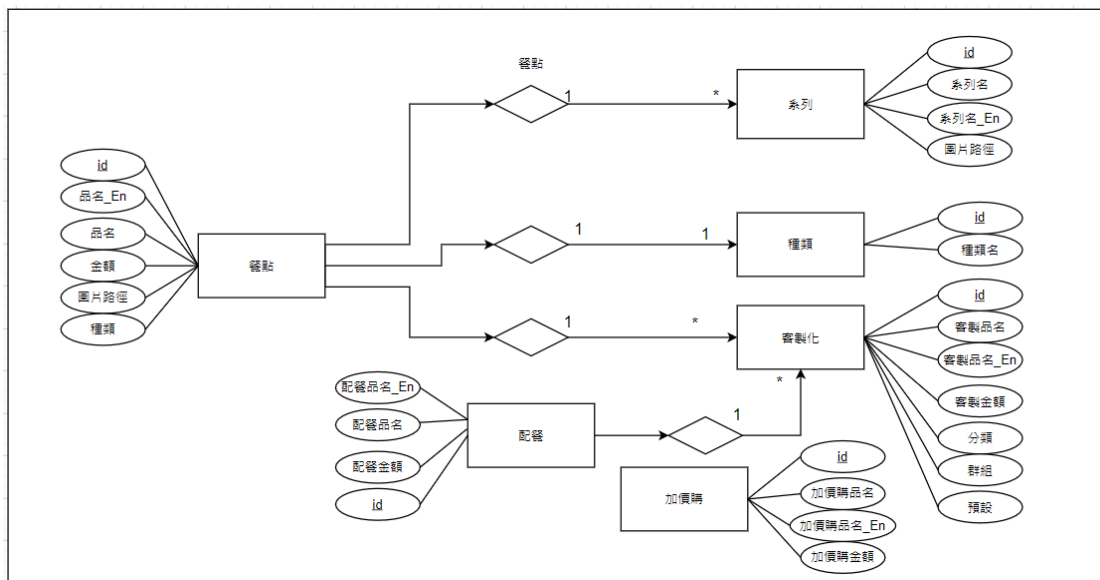 餐點
1
*
系列
id
系列名
系列名_En
圖片路徑
id
品名_En
品名
金額
圖片路徑
種類
餐點
1
1
種類
id
種類名
1
*
客製化
id
客製品名
客製品名_En
客製金額
分類
群組
預設
配餐品名_En
配餐品名
配餐金額
id
配餐
1
*
加價購
id
加價購品名
加價購品名_En
加價購金額